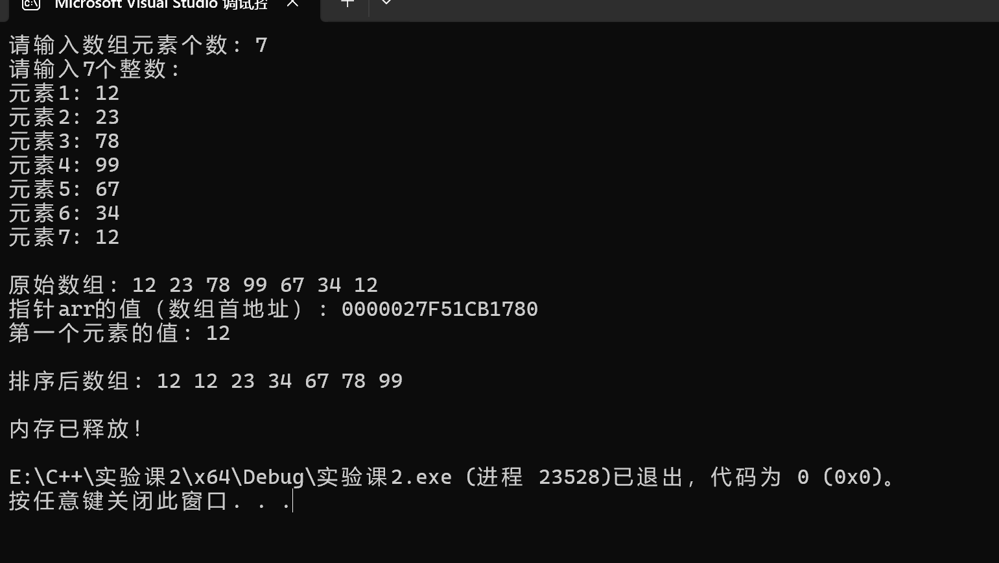 Microsoft Visual Studio 调试控
请输入数组元素个数: 7
请输入7个整数:
元素1: 12
元素2: 23
元素3: 78
元素4: 99
元素5: 67
元素6: 34
元素7: 12
原始数组: 12 23 78 99 67 34 12
指针arr的值（数组首地址）: 0000027F51CB1780
第一个元素的值: 12
排序后数组: 12 12 23 34 67 78 99
内存已释放!
E:\C++\实验课2\x64\Debug\实验课2.exe (进程 23528)已退出, 代码为 0 (0x0)。
按任意键关闭此窗口. . .